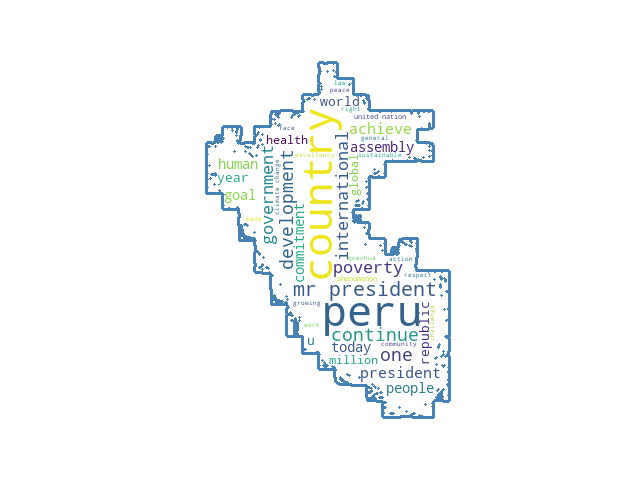 law
peace
world
right
united nation
face
achieve
general
health
assembly
excellency
sustainable
human
year
goal
government
climate change
development
country
international
global
commitment
made
quechua
action
poverty
respect
phenomenon
mr president
growing
peru
challenge
work
continue
republic
u
today
community
one
million
president
people